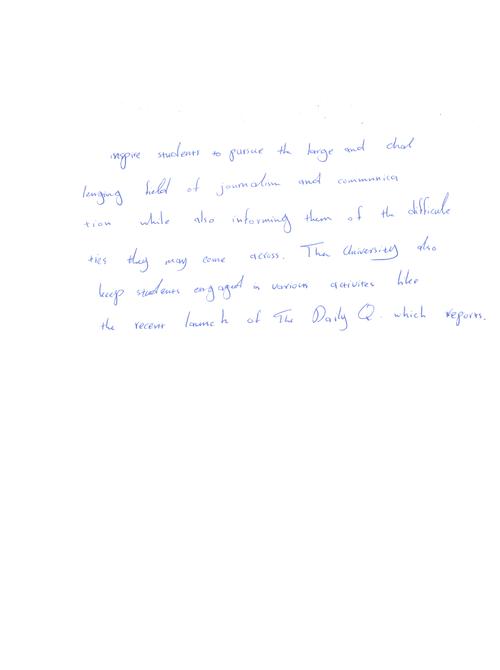 inspire students to pursue the large and chal
lenging field of journalism and communica
tion while also informing them of the difficule
ties they may come across. The University also
keep students engaged in various activites like
the recent launch of The Daily Q. which reports.